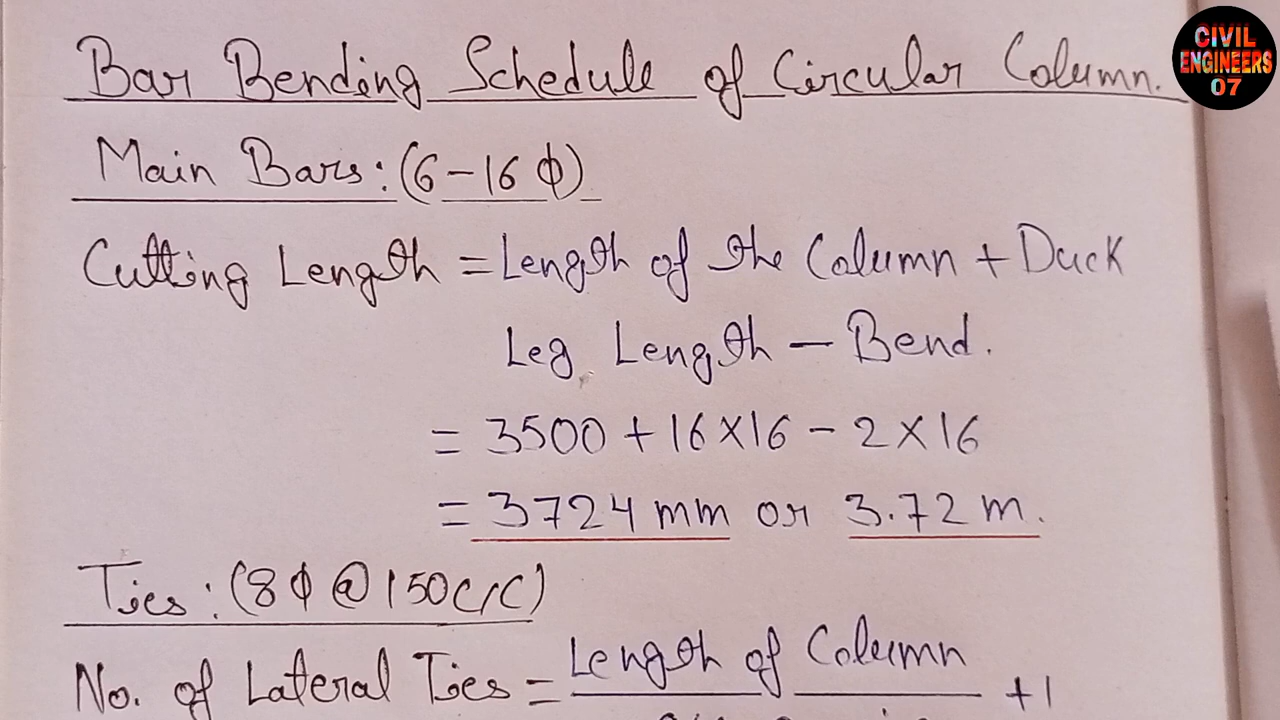 Bar Bending Schedule of Circular Column.
CIVIL
ENGINEERS
07
Main Bars: (6-16 Φ)
Cutting Length = Length of the Column + Duck
Leg Length - Bend.
= 3500 + 16 X 16 - 2 X 16
= 3724 mm or 3.72 m.
Ties: (8 Φ @ 150 C/C)
No. of Lateral Ties = Length of Column + 1